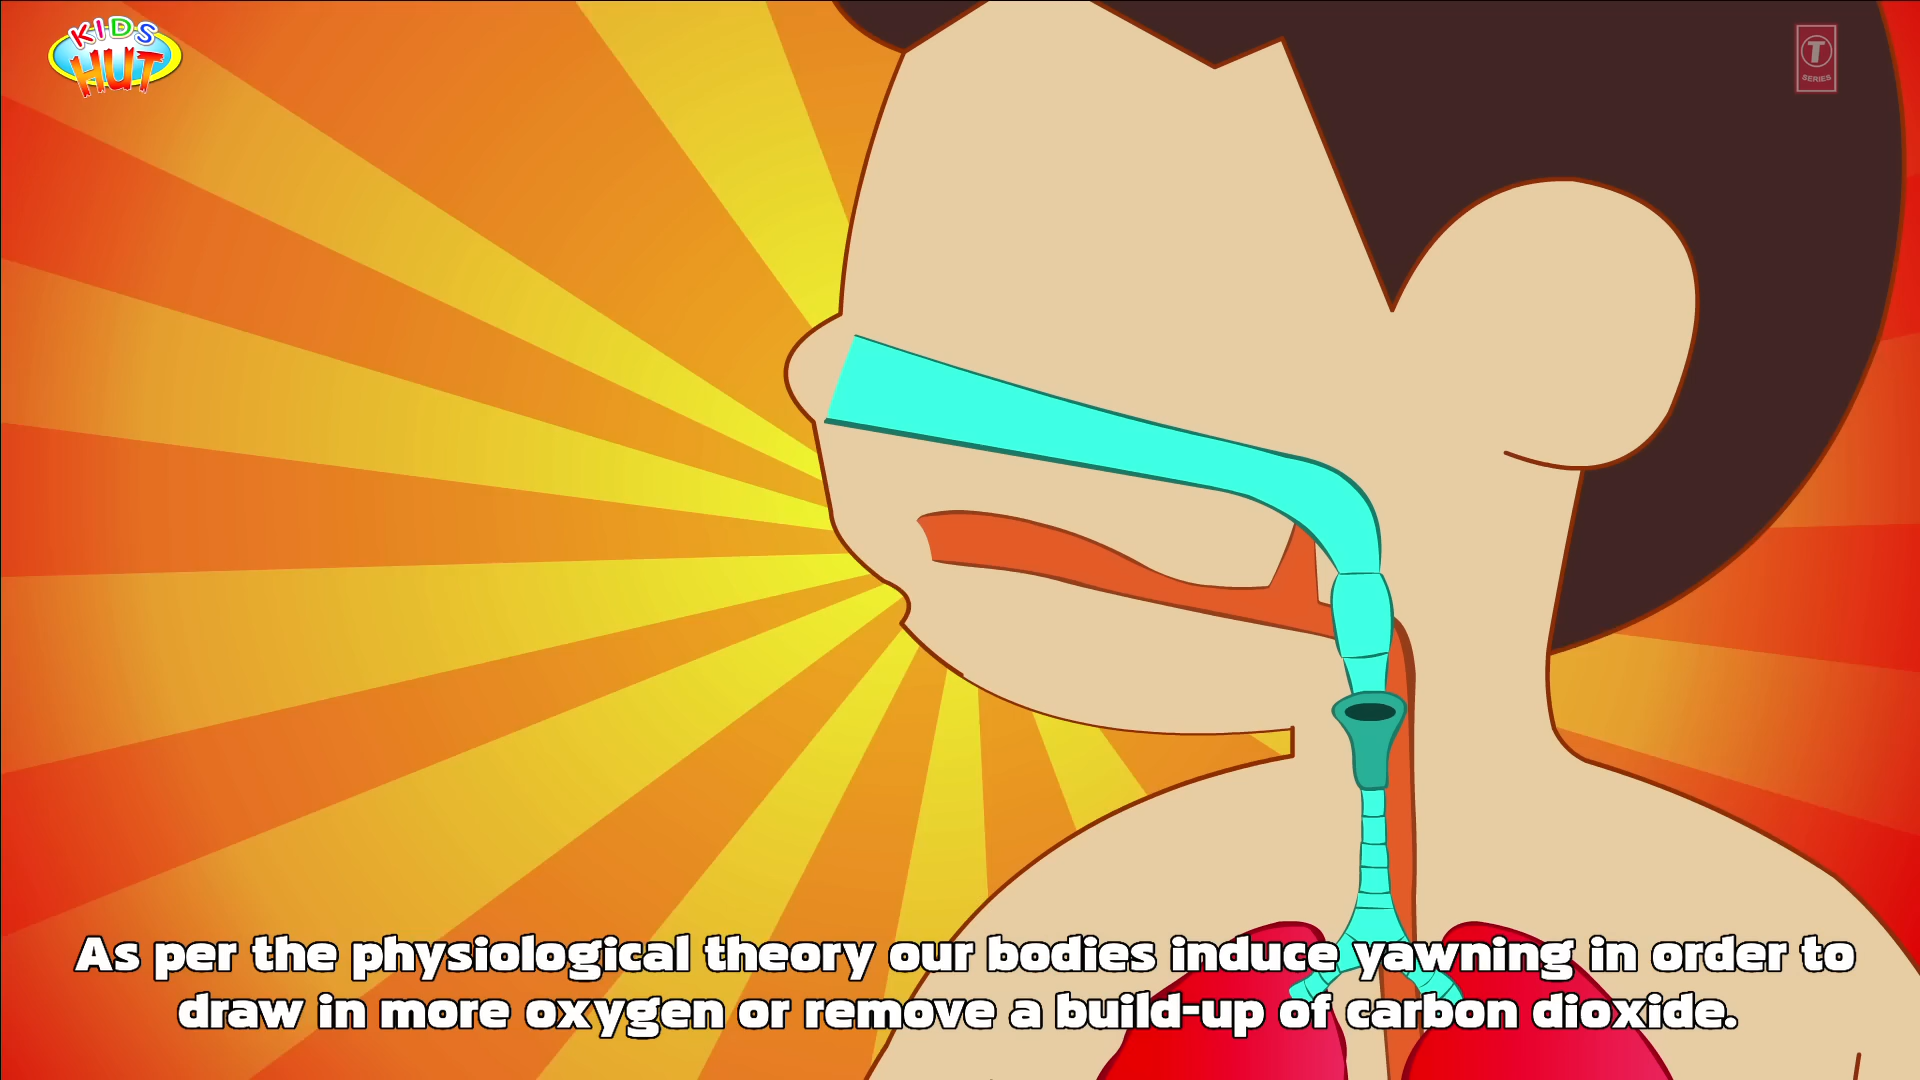 KIDS
HUT
T
SERIES
As per the physiological theory our bodies induce yawning in order to
draw in more oxygen or remove a build-up of carbon dioxide.